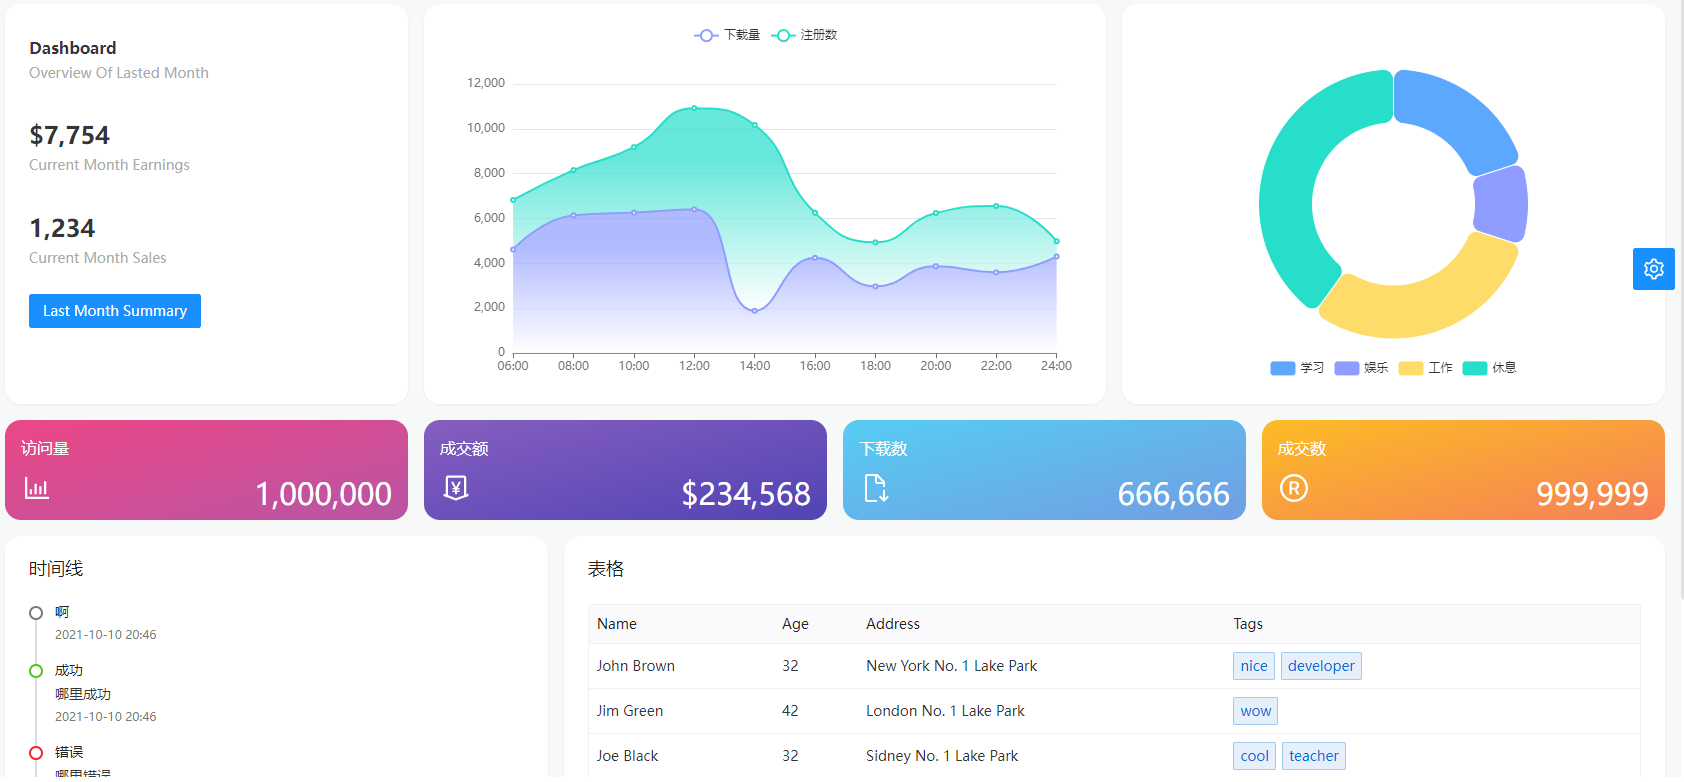 Dashboard
Overview Of Lasted Month
$7,754
Current Month Earnings
1,234
Current Month Sales
Last Month Summary
下载量 注册数
12,000
10,000
8,000
6,000
4,000
2,000
0
06:00 08:00 10:00 12:00 14:00 16:00 18:00 20:00 22:00 24:00
学习 娱乐 工作 休息
访问量
1,000,000
成交额
$234,568
下载数
666,666
成交数
R
999,999
时间线
啊
2021-10-10 20:46
成功
哪里成功
2021-10-10 20:46
错误
哪里错误
表格
Name Age Address Tags
John Brown 32 New York No. 1 Lake Park nice developer
Jim Green 42 London No. 1 Lake Park wow
Joe Black 32 Sidney No. 1 Lake Park cool teacher